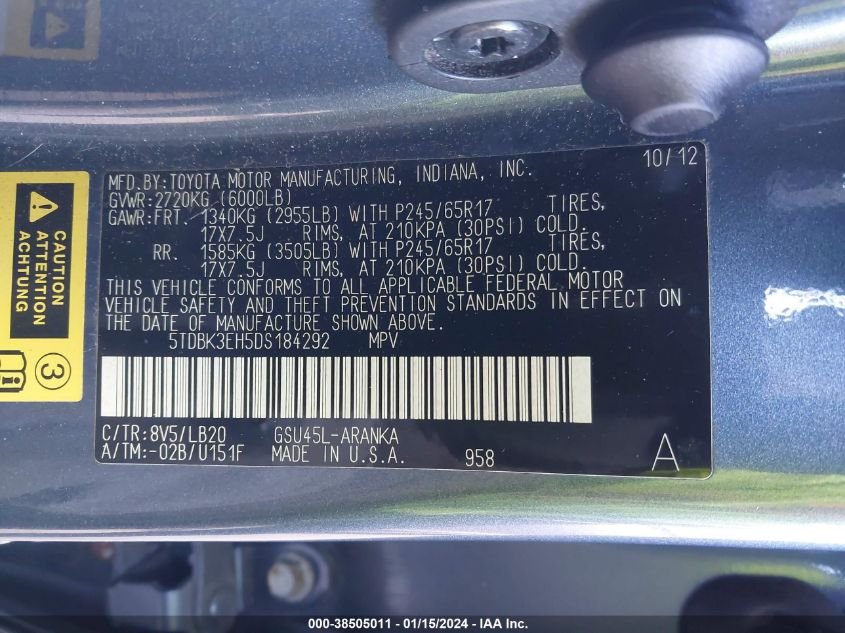 MFD.BY:TOYOTA MOTOR MANUFACTURING, INDIANA, INC. 10/12
GVWR:2720KG (6000LB)
GAWR:FRT. 1340KG (2955LB) WITH P245/65R17 TIRES,
17X7.5J RIMS, AT 210KPA (30PSI) COLD.
RR. 1585KG (3505LB) WITH P245/65R17 TIRES,
17X7.5J RIMS, AT 210KPA (30PSI) COLD.
THIS VEHICLE CONFORMS TO ALL APPLICABLE FEDERAL MOTOR
VEHICLE SAFETY AND THEFT PREVENTION STANDARDS IN EFFECT ON
THE DATE OF MANUFACTURE SHOWN ABOVE.
5TDBK3EH5DS184292 MPV
C/TR:8V5/LB20 GSU45L-ARANKA
A/TM:-02B/U151F MADE IN U.S.A. 958 A
CAUTION
ATTENTION
ACHTUNG
3
000-38505011 - 01/15/2024 - IAA Inc.